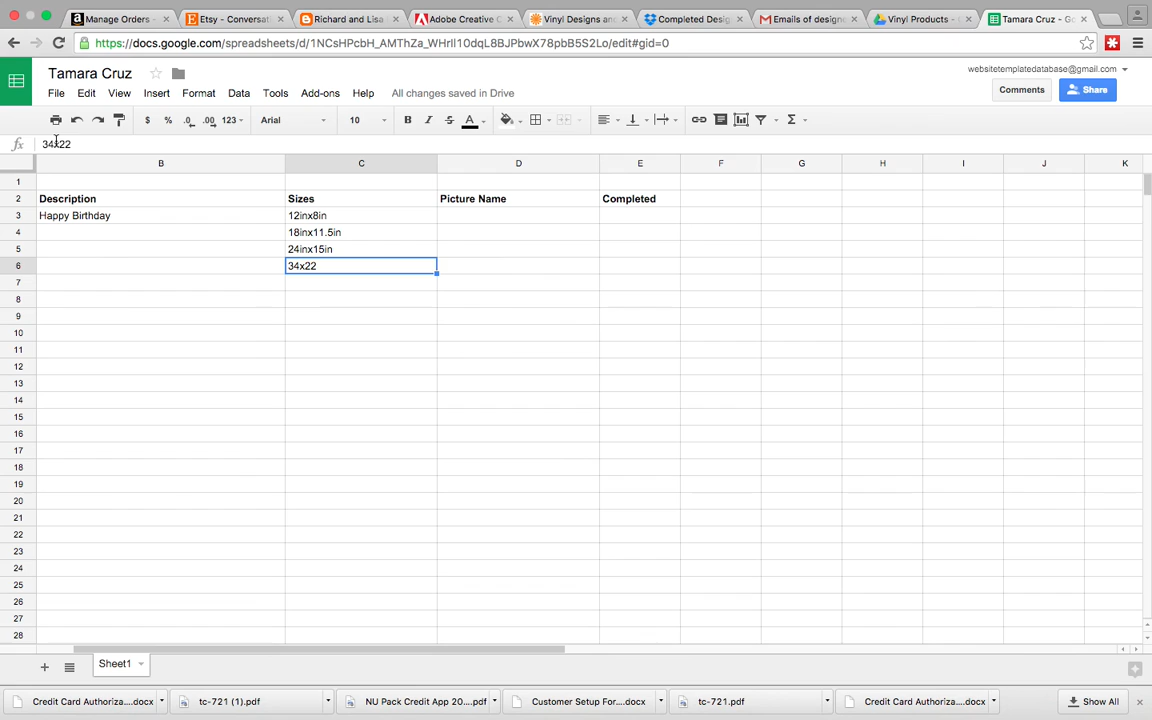 Manage Orders -
Etsy - Conversati
Richard and Lisa
Adobe Creative C
Vinyl Designs and
Completed Desig
Emails of designe
Vinyl Products -
Tamara Cruz - Go
https://docs.google.com/spreadsheets/d/1NCsHPcbH_AMThZa_WHrIl10dqL8BJPbwX78pbB5S2Lo/edit#gid=0
Tamara Cruz
websitetemplatedatabase@gmail.com
File Edit View Insert Format Data Tools Add-ons Help All changes saved in Drive
Comments Share
$ % .0 .00 123 Arial 10 B I S A Σ
fx 34x22
B C D E F G H I J K
1
2 Description Sizes Picture Name Completed
3 Happy Birthday 12inx8in
4 18inx11.5in
5 24inx15in
6 34x22
7
8
9
10
11
12
13
14
15
16
17
18
19
20
21
22
23
24
25
26
27
28
Sheet1
Credit Card Authoriza....docx
tc-721 (1).pdf
NU Pack Credit App 20....pdf
Customer Setup For....docx
tc-721.pdf
Credit Card Authoriza....docx
Show All